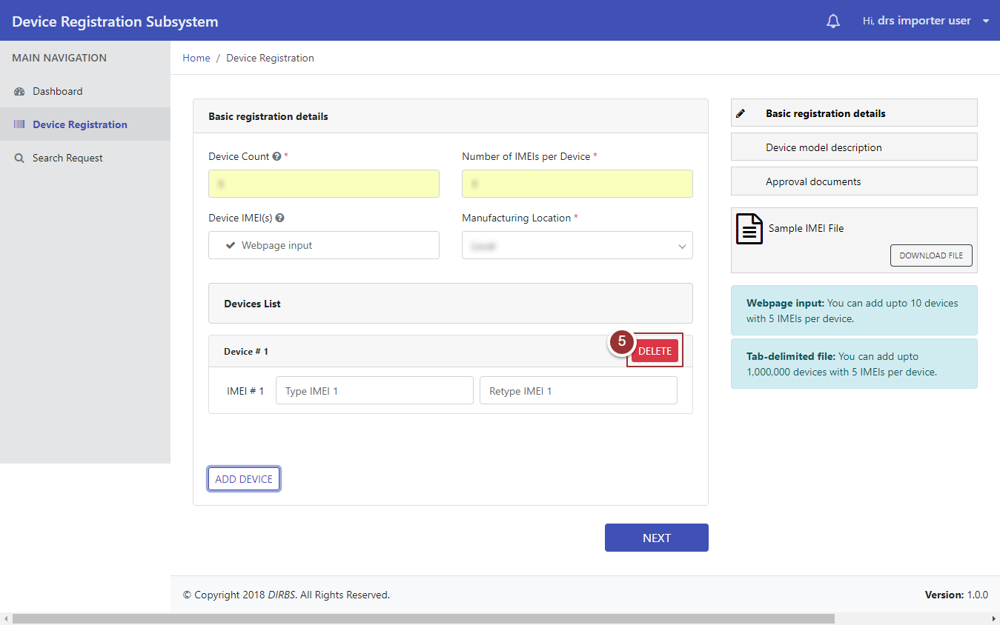 Device Registration Subsystem
Hi, drs importer user
MAIN NAVIGATION
Dashboard
Device Registration
Search Request
Home / Device Registration
Basic registration details
Device Count ? *
Number of IMEIs per Device *
Device IMEI(s) ?
Manufacturing Location *
Webpage input
Devices List
Device # 1
5
DELETE
IMEI # 1
Type IMEI 1
Retype IMEI 1
ADD DEVICE
NEXT
Basic registration details
Device model description
Approval documents
Sample IMEI File
DOWNLOAD FILE
Webpage input: You can add upto 10 devices
with 5 IMEIs per device.
Tab-delimited file: You can add upto
1,000,000 devices with 5 IMEIs per device.
© Copyright 2018 DIRBS. All Rights Reserved.
Version: 1.0.0